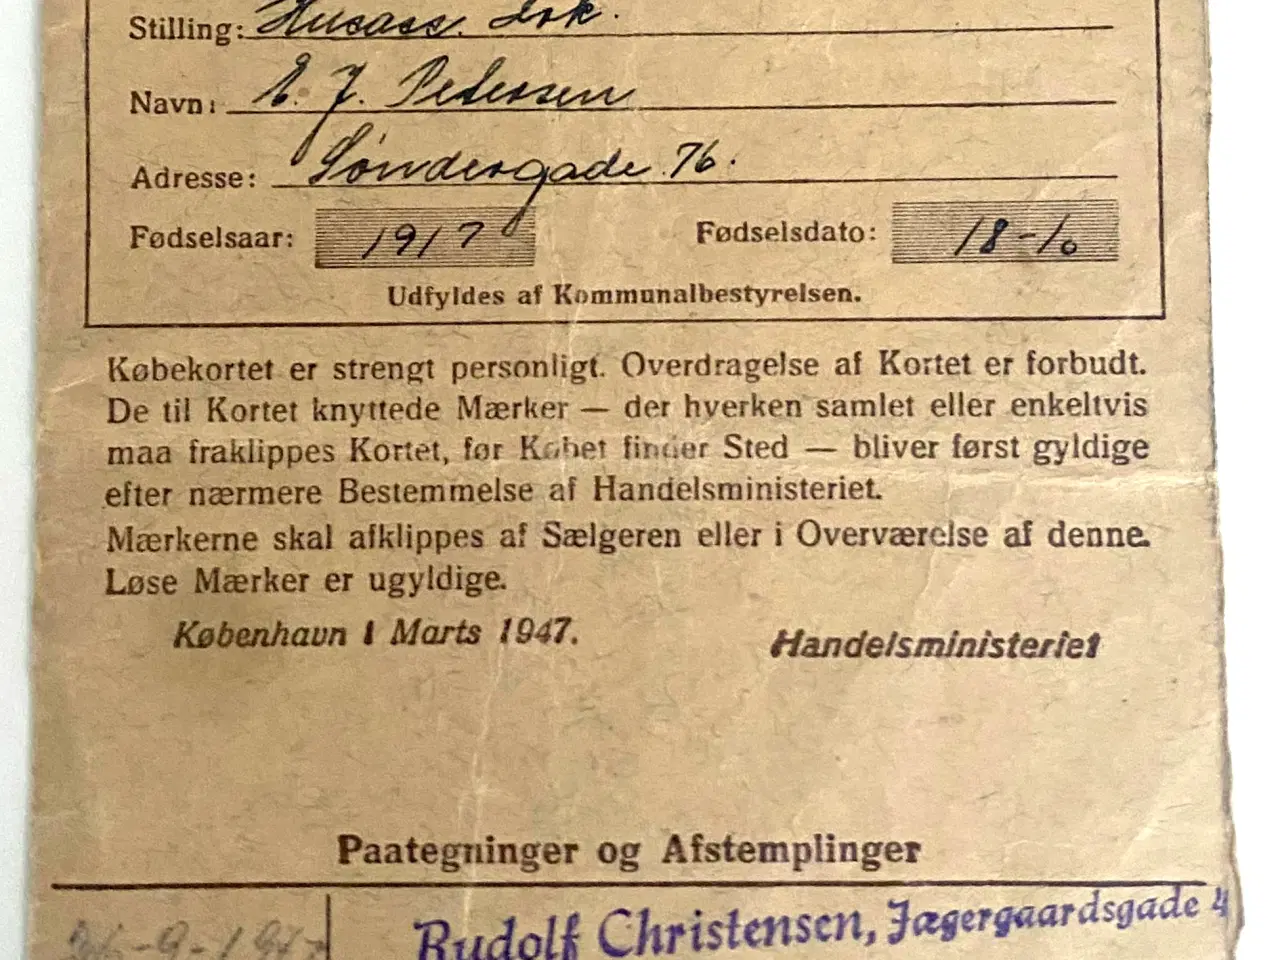 Stilling: Husass.
Navn: E. J. Pedersen
Adresse: Søndergade 76.
Fødselsaar: 1917 Fødselsdato: 18-10
Udfyldes af Kommunalbestyrelsen.
Købekortet er strengt personligt. Overdragelse af Kortet er forbudt.
De til Kortet knyttede Mærker — der hverken samlet eller enkeltvis
maa fraklippes Kortet, før Købet finder Sted — bliver først gyldige
efter nærmere Bestemmelse af Handelsministeriet.
Mærkerne skal afklippes af Sælgeren eller i Overværelse af denne.
Løse Mærker er ugyldige.
København i Marts 1947.
Handelsministeriet
Paategninger og Afstemplinger
Rudolf Christensen, Jægergaardsgade 4